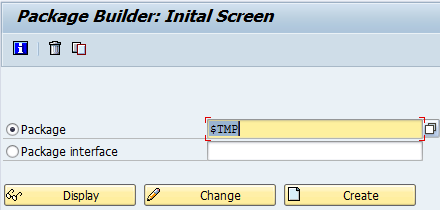 Package Builder: Inital Screen
Package
$TMP
Package interface
Display
Change
Create